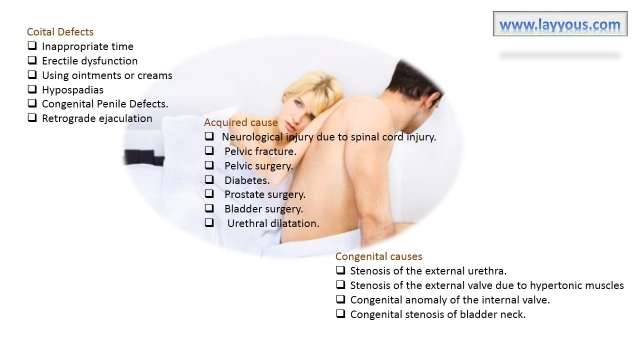 www.layyous.com
Coital Defects
❑ Inappropriate time
❑ Erectile dysfunction
❑ Using ointments or creams
❑ Hypospadias
❑ Congenital Penile Defects.
❑ Retrograde ejaculation
Acquired cause
❑ Neurological injury due to spinal cord injury.
❑ Pelvic fracture.
❑ Pelvic surgery.
❑ Diabetes.
❑ Prostate surgery.
❑ Bladder surgery.
❑ Urethral dilatation.
Congenital causes
❑ Stenosis of the external urethra.
❑ Stenosis of the external valve due to hypertonic muscles
❑ Congenital anomaly of the internal valve.
❑ Congenital stenosis of bladder neck.